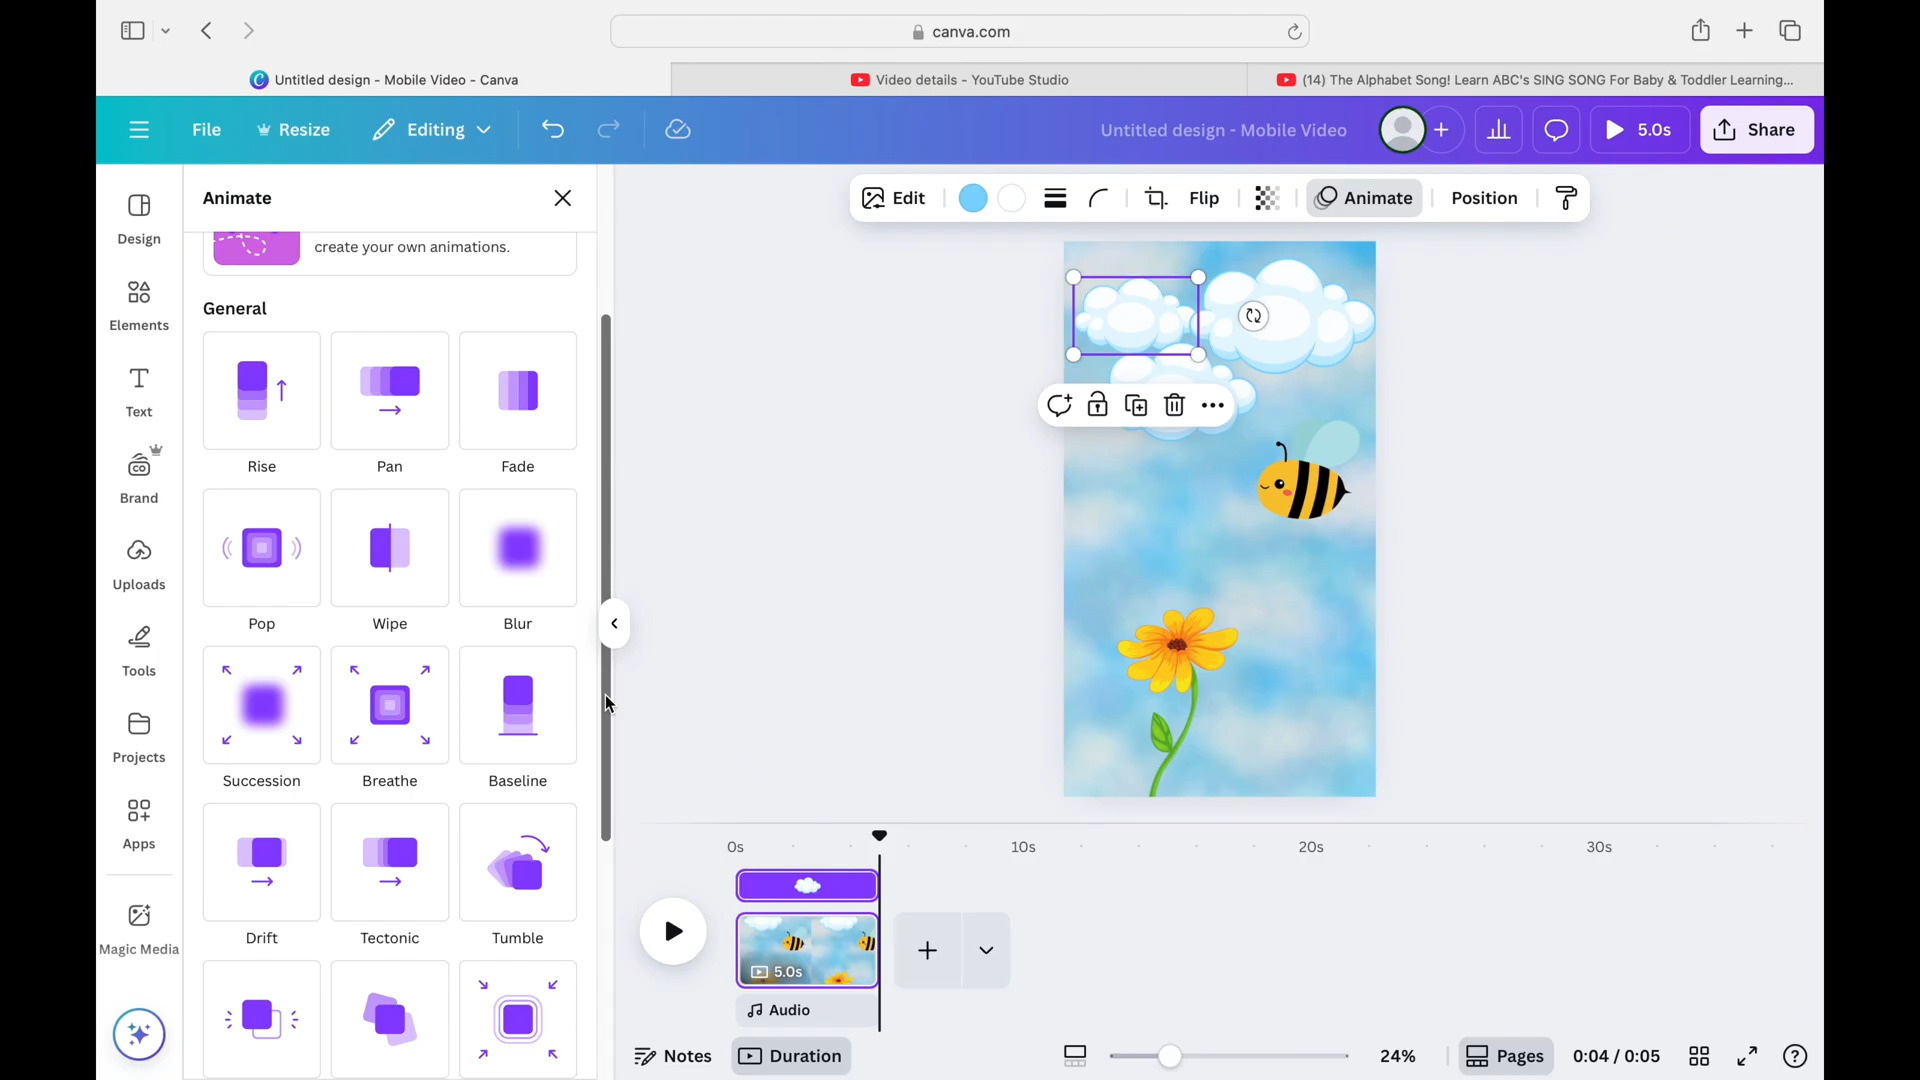 canva.com
Untitled design - Mobile Video - Canva
Video details - YouTube Studio
(14) The Alphabet Song! Learn ABC's SING SONG For Baby & Toddler Learning...
File
Resize
Editing
Untitled design - Mobile Video
5.0s
Share
Design
Elements
Text
Brand
Uploads
Tools
Projects
Apps
Magic Media
Animate
create your own animations.
General
Rise
Pan
Fade
Pop
Wipe
Blur
Succession
Breathe
Baseline
Drift
Tectonic
Tumble
Edit
Flip
Animate
Position
0s
10s
20s
30s
5.0s
Audio
Notes
Duration
24%
Pages
0:04 / 0:05